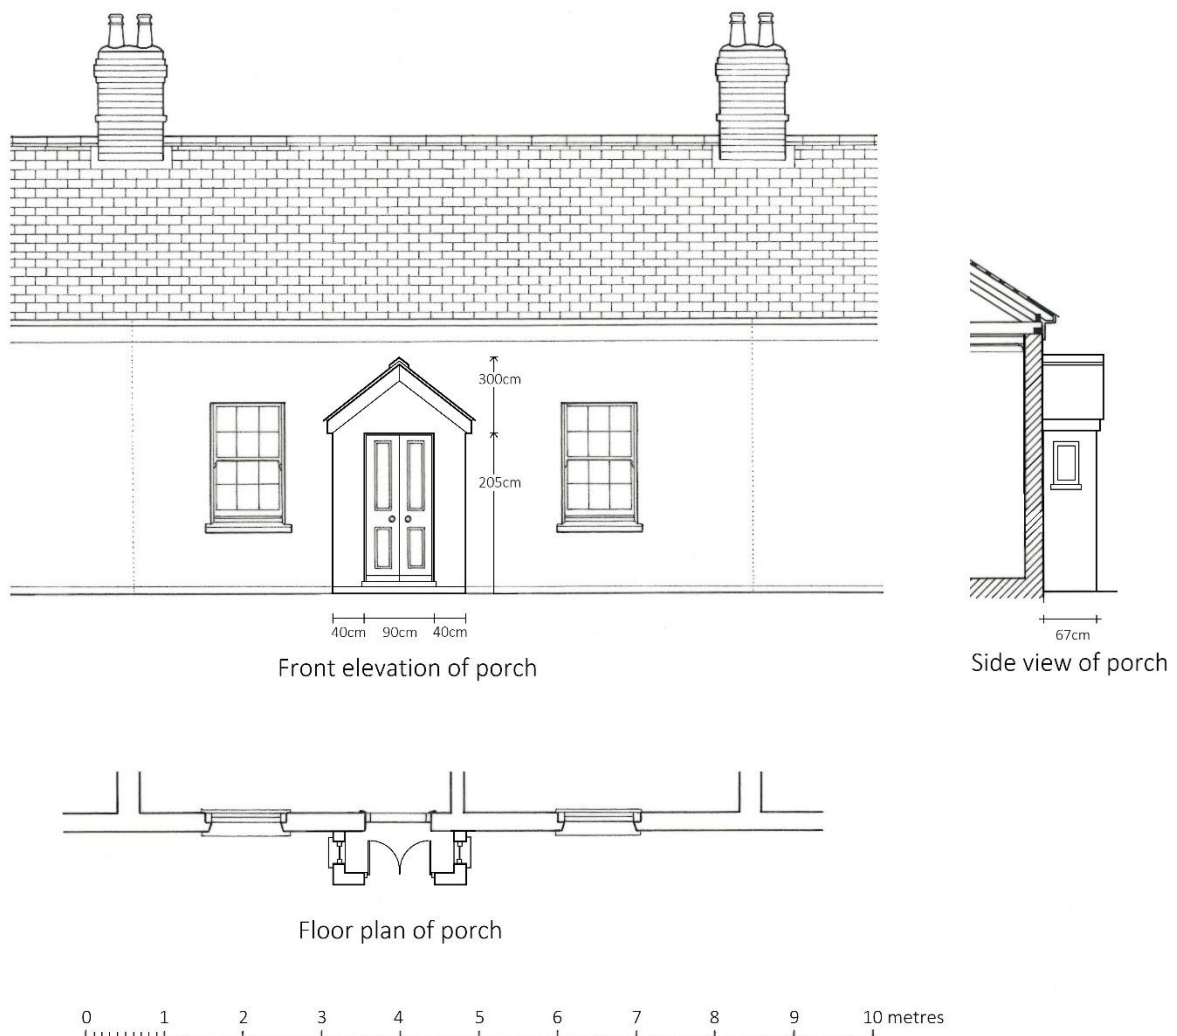 300cm
205cm
40cm 90cm 40cm
Front elevation of porch
67cm
Side view of porch
Floor plan of porch
0 1 2 3 4 5 6 7 8 9 10 metres